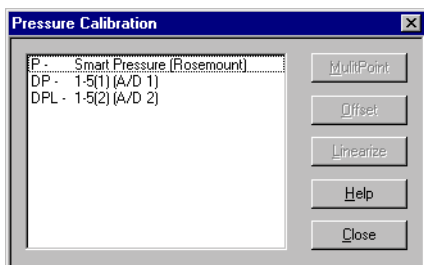 Pressure Calibration
P - Smart Pressure (Rosemount)
DP - 1-5(1) (A/D 1)
DPL - 1-5(2) (A/D 2)
MulitPoint
Offset
Linearize
Help
Close